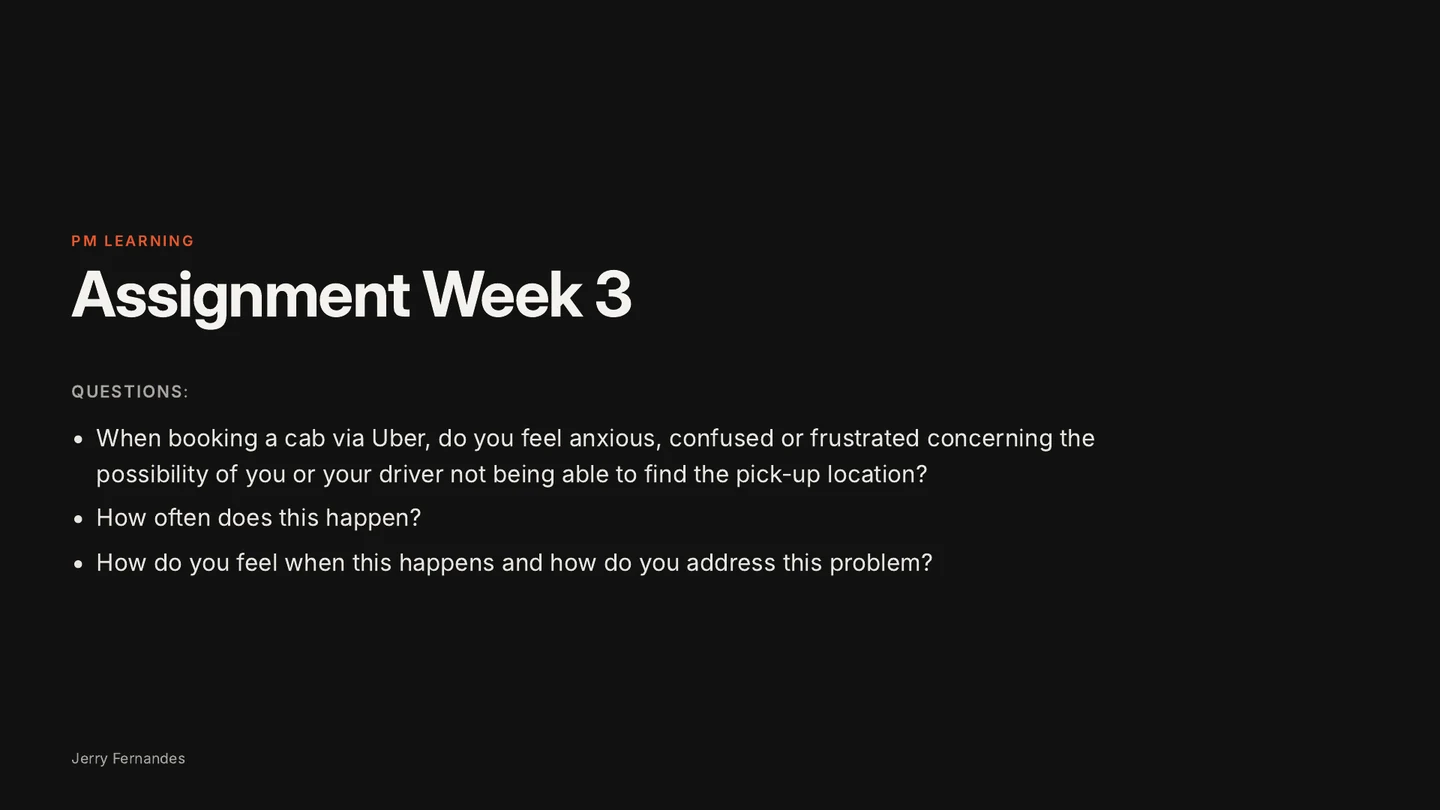 PM LEARNING
Assignment Week 3
QUESTIONS:
• When booking a cab via Uber, do you feel anxious, confused or frustrated concerning the
possibility of you or your driver not being able to find the pick-up location?
• How often does this happen?
• How do you feel when this happens and how do you address this problem?
Jerry Fernandes